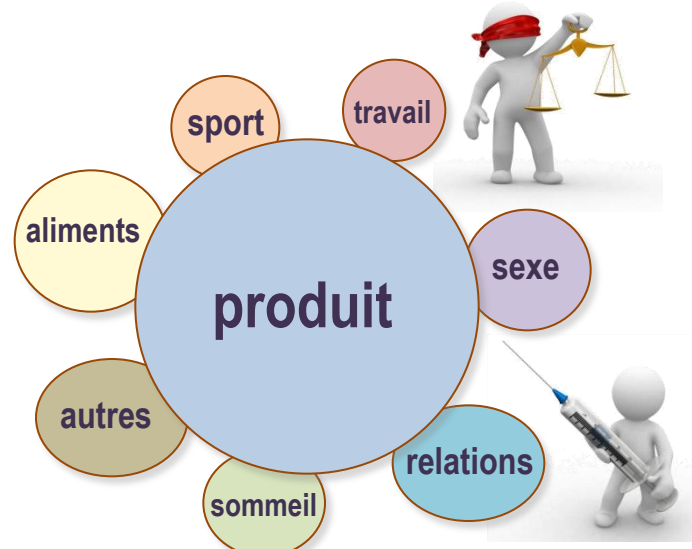 travail
sport
aliments
sexe
produit
autres
relations
sommeil